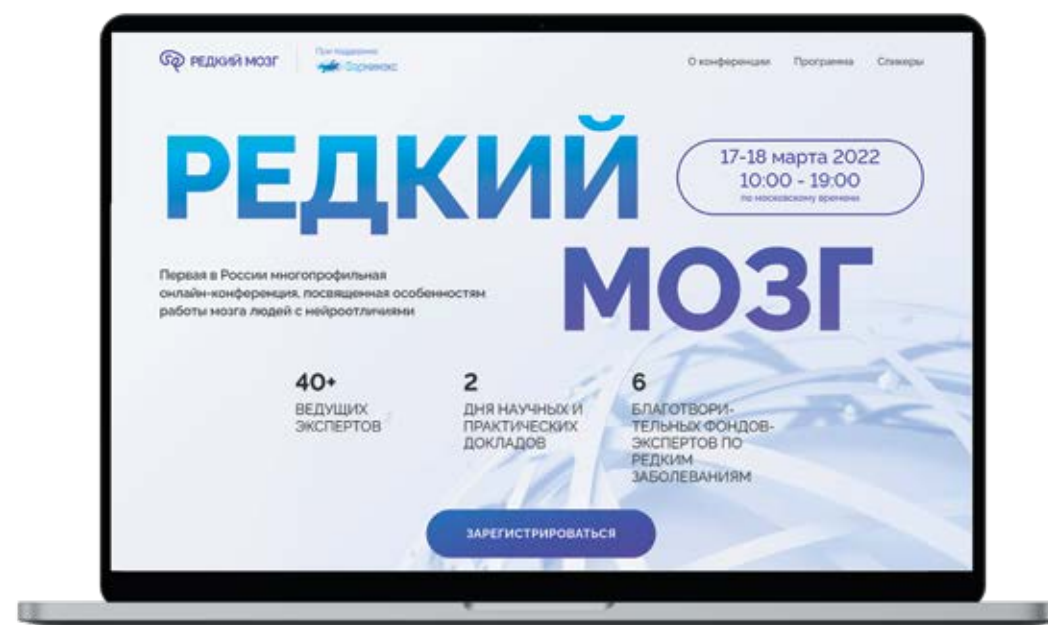 РЕДКИЙ МОЗГ
При поддержке
О конференции Программа Спикеры
РЕДКИЙ
МОЗГ
17-18 марта 2022
10:00 - 19:00
по московскому времени
Первая в России многопрофильная
онлайн-конференция, посвященная особенностям
работы мозга людей с нейроотличиями
40+
ВЕДУЩИХ
ЭКСПЕРТОВ
2
ДНЯ НАУЧНЫХ И
ПРАКТИЧЕСКИХ
ДОКЛАДОВ
6
БЛАГОТВОРИ-
ТЕЛЬНЫХ ФОНДОВ-
ЭКСПЕРТОВ ПО
РЕДКИМ
ЗАБОЛЕВАНИЯМ
ЗАРЕГИСТРИРОВАТЬСЯ